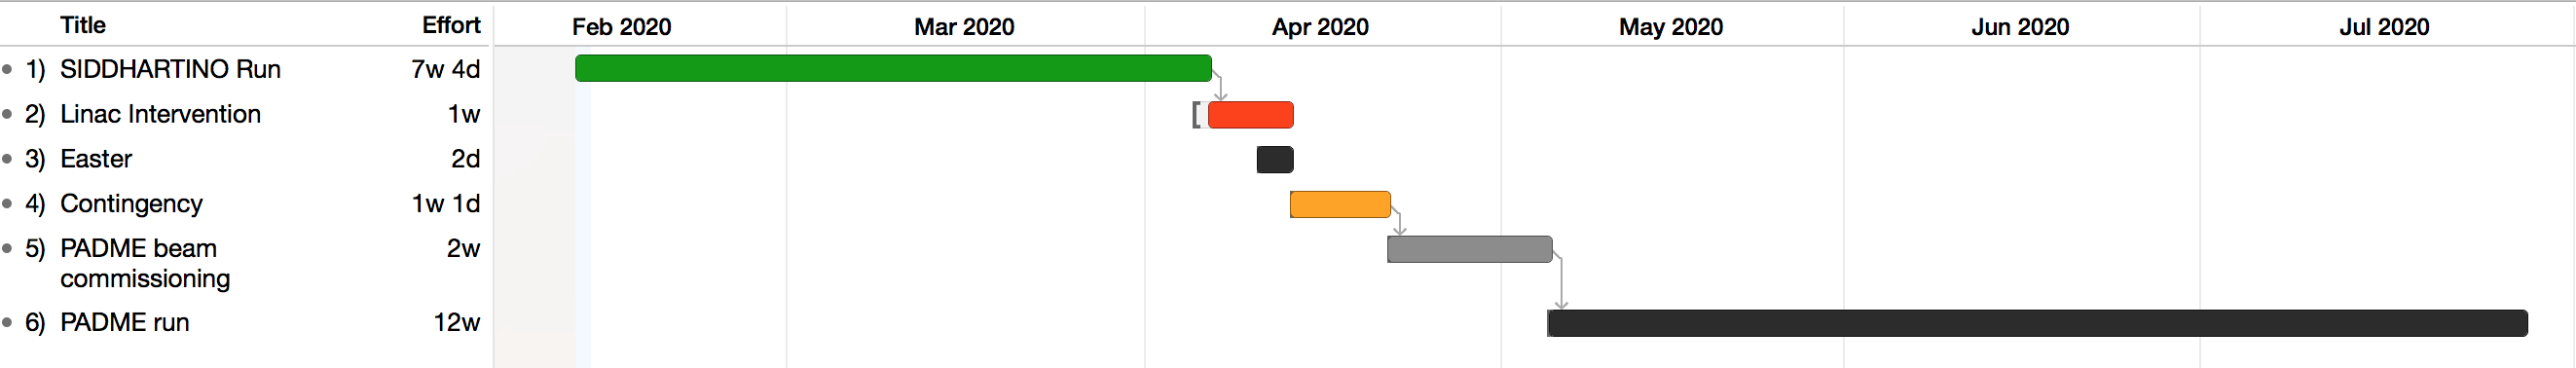 Title Effort Feb 2020 Mar 2020 Apr 2020 May 2020 Jun 2020 Jul 2020
1) SIDDHARTINO Run 7w 4d
2) Linac Intervention 1w
3) Easter 2d
4) Contingency 1w 1d
5) PADME beam 2w
commissioning
6) PADME run 12w